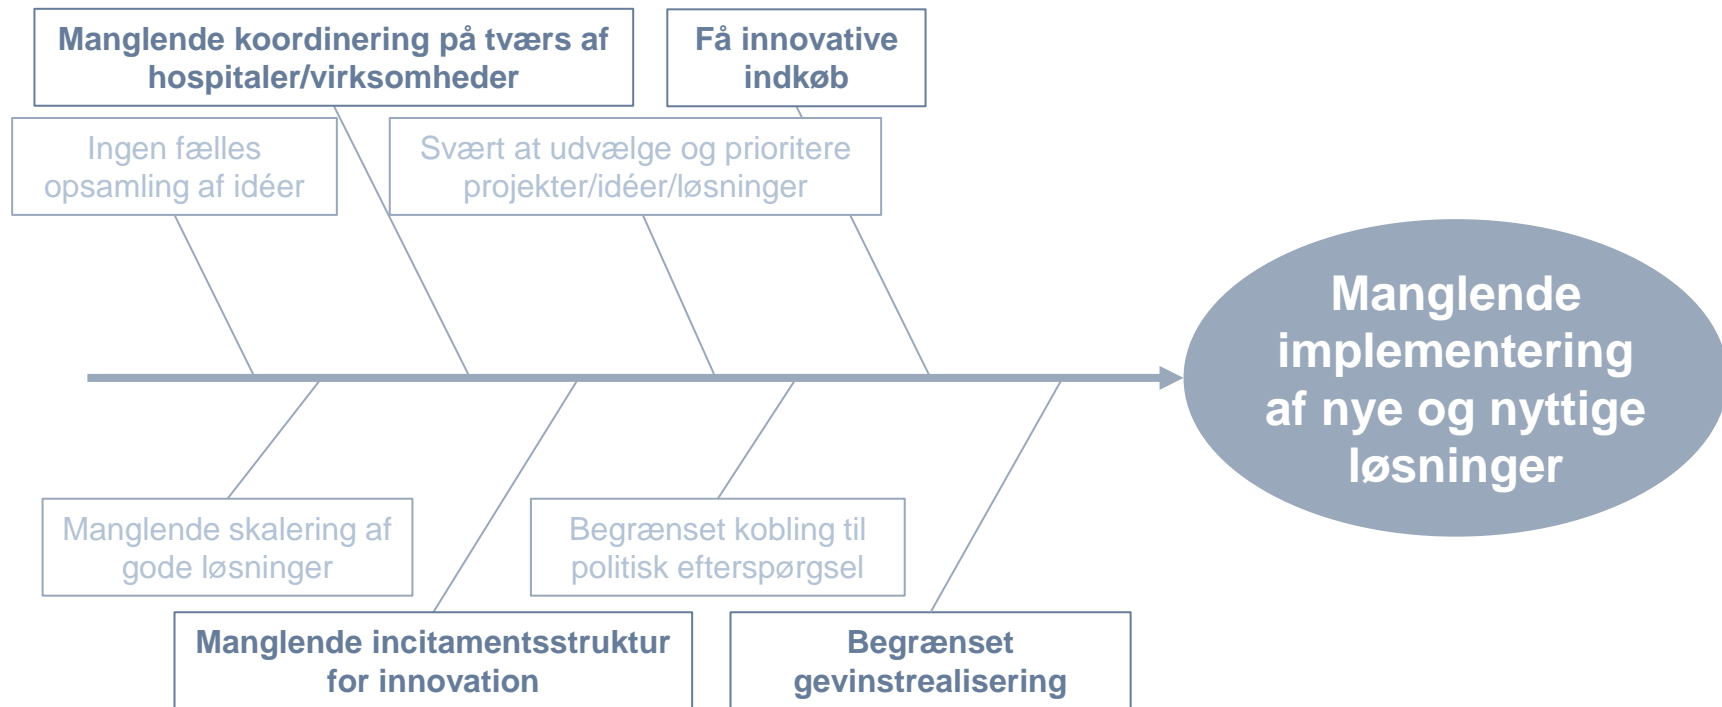 Manglende koordinering på tværs af
hospitaler/virksomheder
Få innovative
indkøb
Ingen fælles
opsamling af idéer
Svært at udvælge og prioritere
projekter/idéer/løsninger
Manglende
implementering
af nye og nyttige
løsninger
Manglende skalering af
gode løsninger
Begrænset kobling til
politisk efterspørgsel
Manglende incitamentsstruktur
for innovation
Begrænset
gevinstrealisering